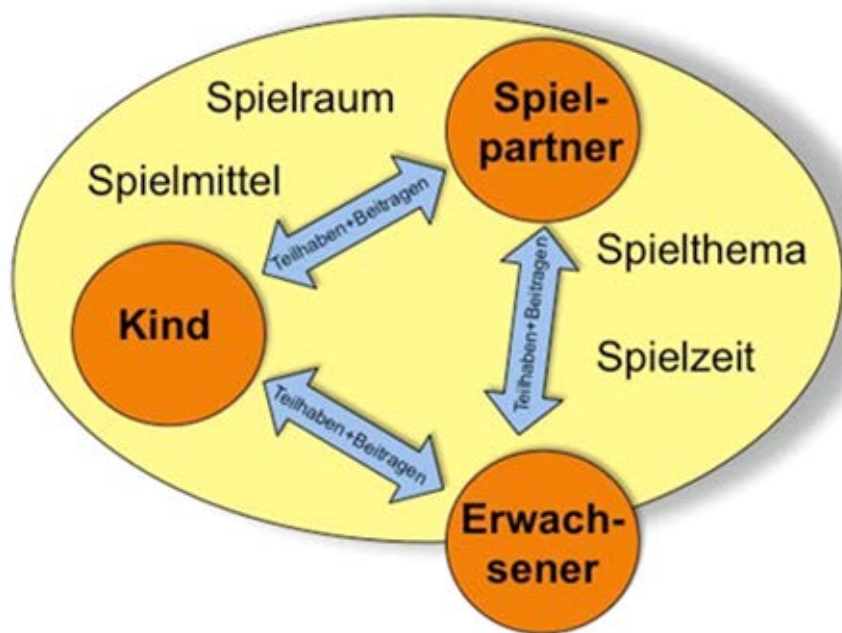 Spielraum
Spiel-
partner
Spielmittel
Teilhaben+Beitragen
Spielthema
Kind
Teilhaben+Beitragen
Spielzeit
Teilhaben+Beitragen
Erwach-
sener